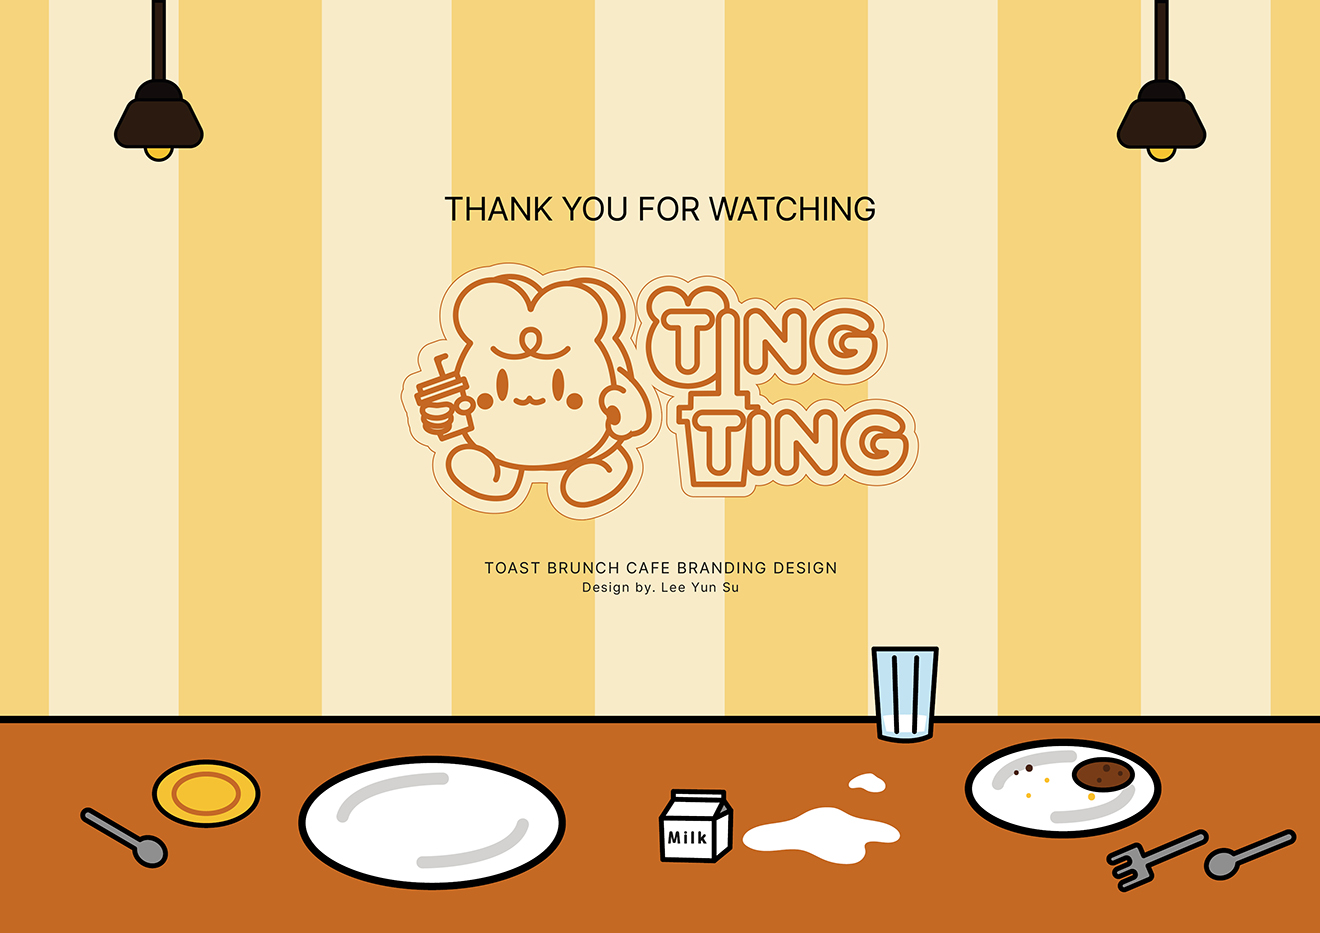 THANK YOU FOR WATCHING
TING
TING
TOAST BRUNCH CAFE BRANDING DESIGN
Design by. Lee Yun Su
Milk